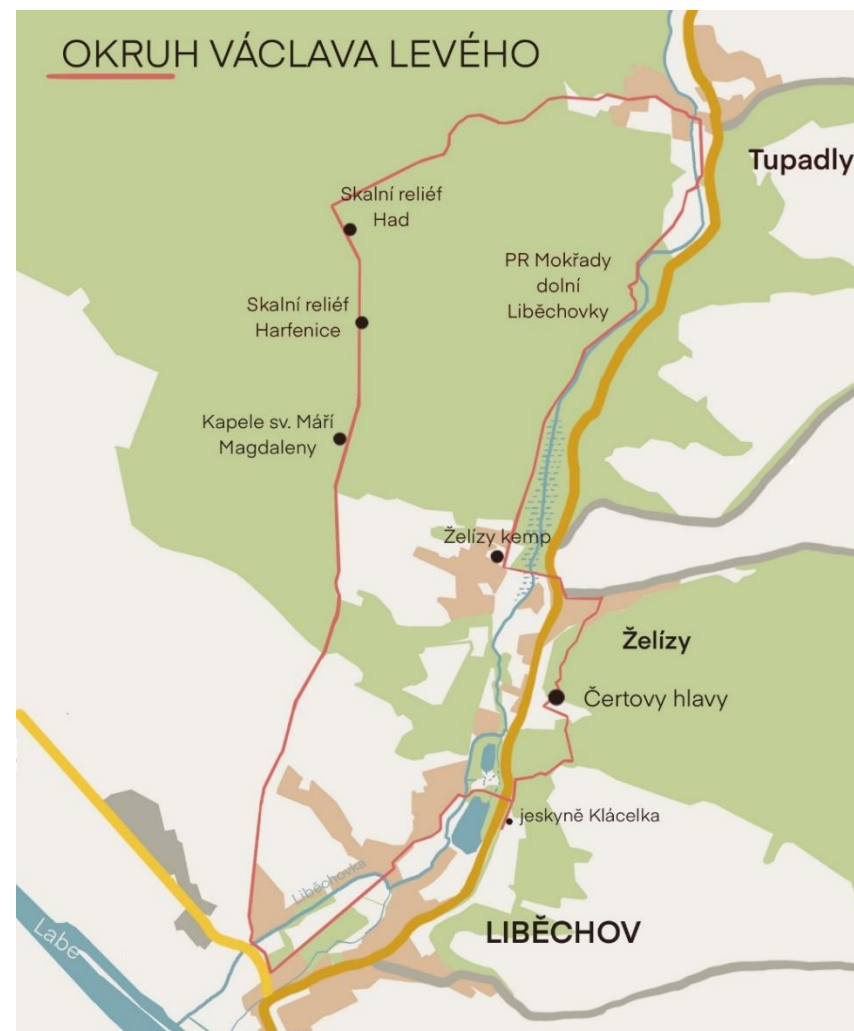 OKRUH VÁCLAVA LEVÉHO
Tupadly
Skalní reliéf
Had
PR Mokřady
dolní
Liběchovky
Skalní reliéf
Harfenice
Kapele sv. Máří
Magdaleny
Želízy kemp
Želízy
Čertovy hlavy
jeskyně Klácelka
Liběchovka
LIBĚCHOV
Labe